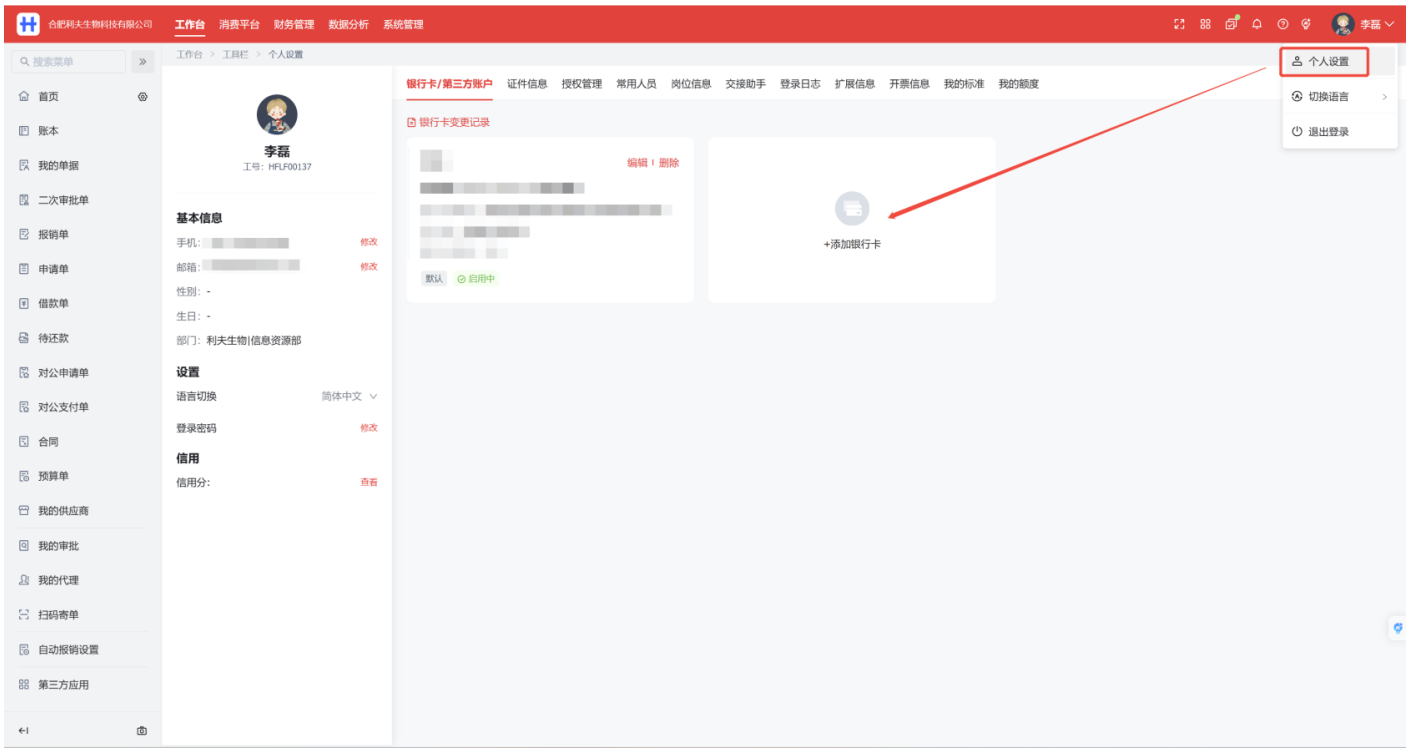 合肥利夫生物科技有限公司 工作台 消费平台 财务管理 数据分析 系统管理 李磊
搜索菜单
工作台 > 工具栏 > 个人设置
个人设置
切换语言
退出登录
首页
账本
我的单据
二次审批单
报销单
申请单
借款单
待还款
对公申请单
对公支付单
合同
预算单
我的供应商
我的审批
我的代理
扫码寄单
自动报销设置
第三方应用
李磊
工号: HFLF00137
基本信息
手机: 修改
邮箱: 修改
性别: -
生日: -
部门: 利夫生物|信息资源部
设置
语言切换 简体中文
登录密码 修改
信用
信用分: 查看
银行卡/第三方账户 证件信息 授权管理 常用人员 岗位信息 交接助手 登录日志 扩展信息 开票信息 我的标准 我的额度
银行卡变更记录
编辑 | 删除
默认 启用中
+添加银行卡